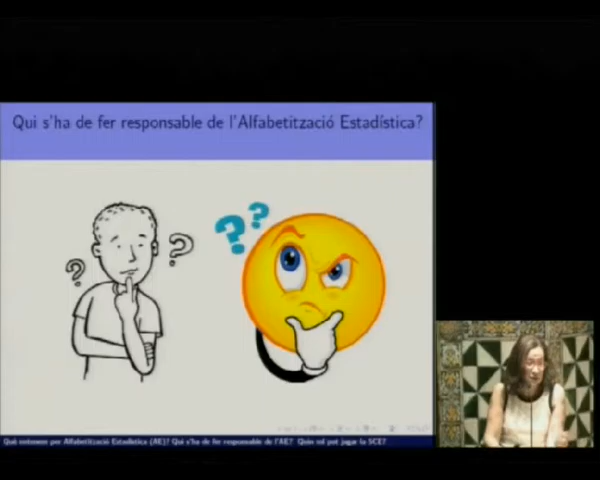 Qui s'ha de fer responsable de l'Alfabetització Estadística?
? ?
? ?
Què entenem per Alfabetització Estadística (AE)? Qui s'ha de fer responsable de l'AE? Quin rol pot jugar la SCE?